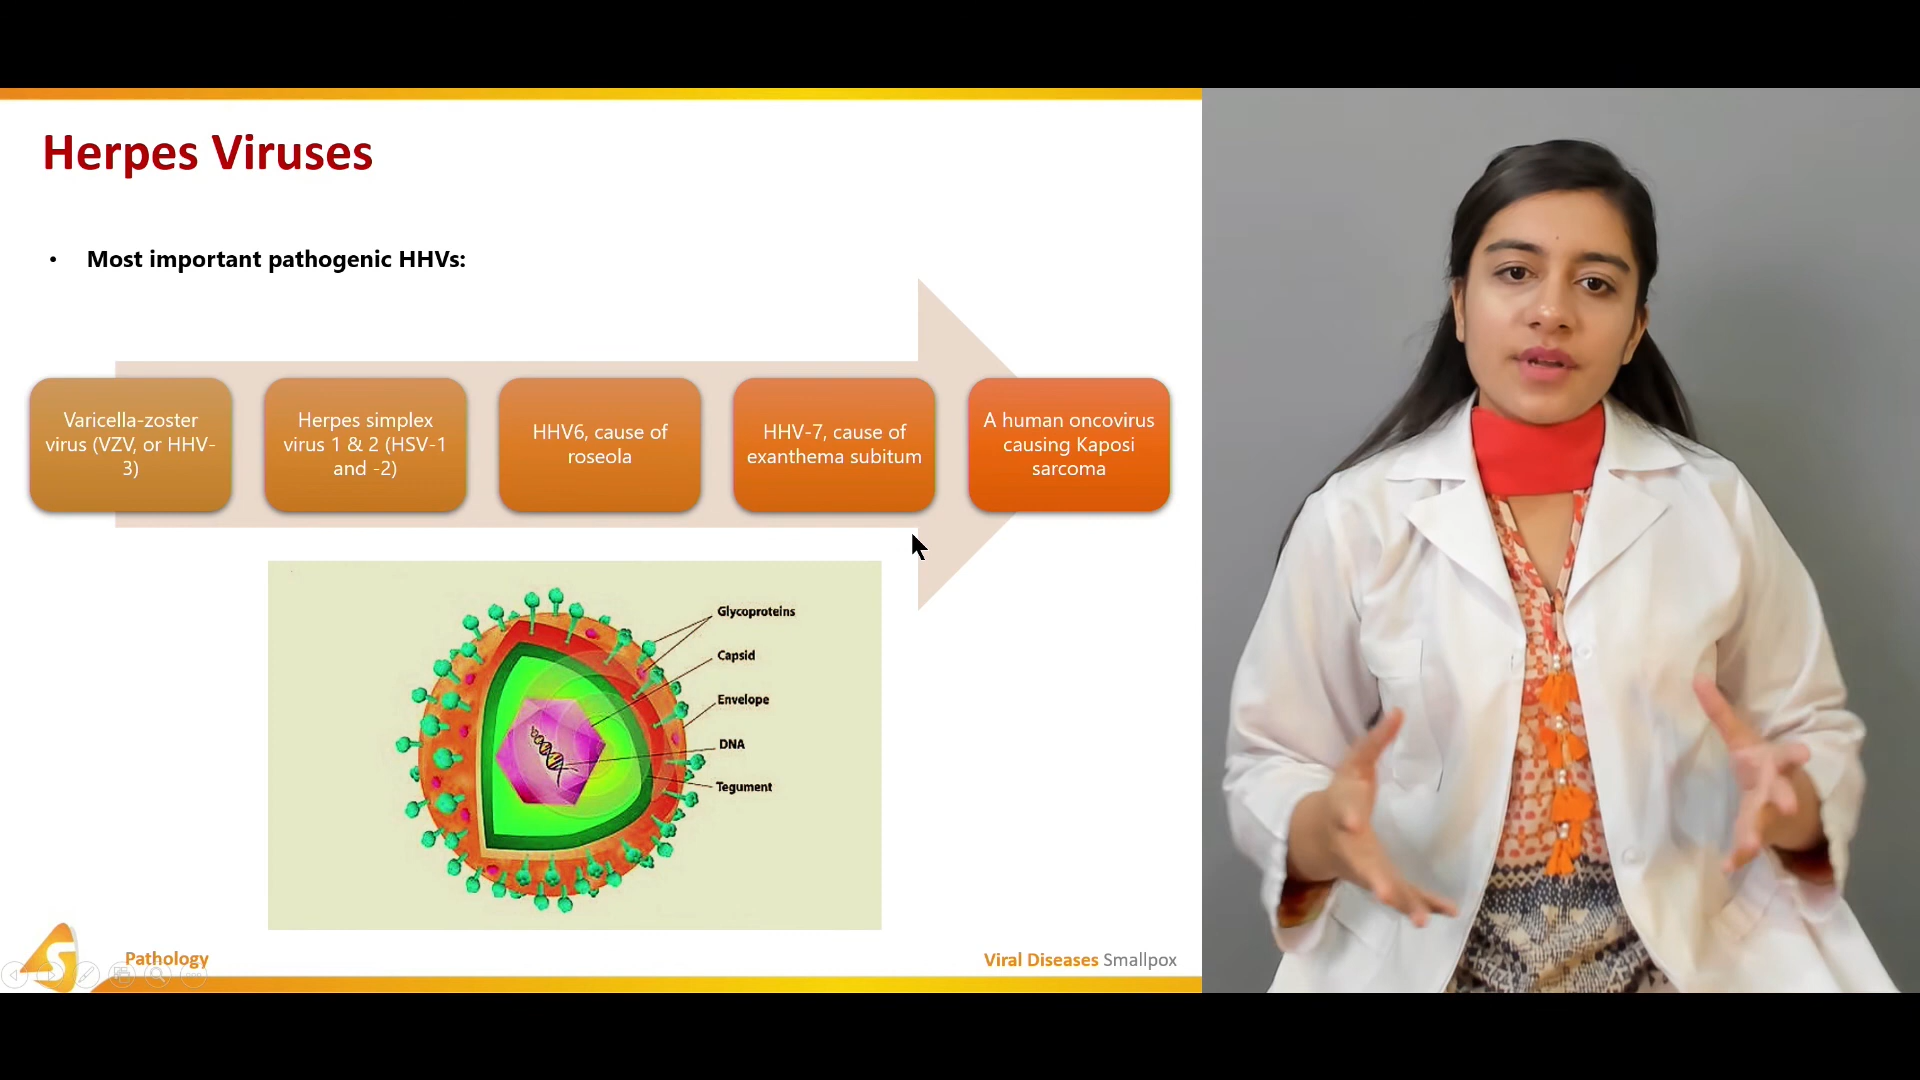 Herpes Viruses
• Most important pathogenic HHVs:
Varicella-zoster
virus (VZV, or HHV-
3)
Herpes simplex
virus 1 & 2 (HSV-1
and -2)
HHV6, cause of
roseola
HHV-7, cause of
exanthema subitum
A human oncovirus
causing Kaposi
sarcoma
Glycoproteins
Capsid
Envelope
DNA
Tegument
S
Pathology
Viral Diseases Smallpox